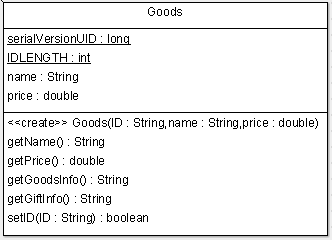 Goods
serialVersionUID : long
IDLENGTH : int
name : String
price : double
<<create>> Goods(ID : String,name : String,price : double)
getName() : String
getPrice() : double
getGoodsInfo() : String
getGiftInfo() : String
setID(ID : String) : boolean